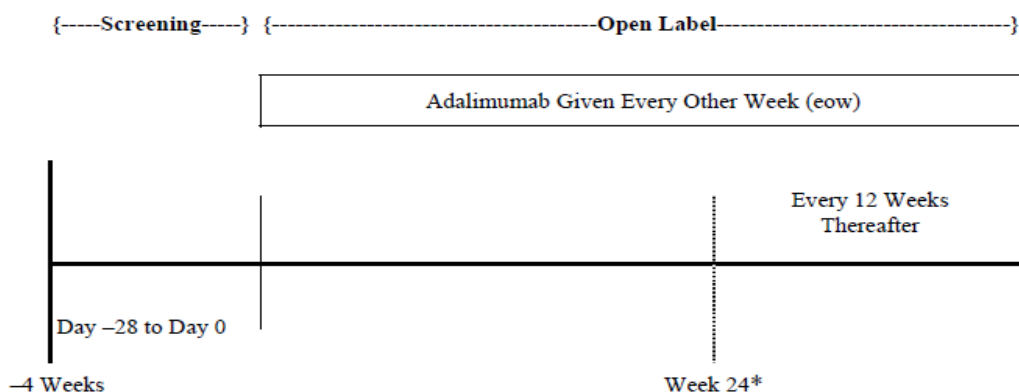 {-----Screening-----} {---------------------------------------Open Label-----------------------------------}
Adalimumab Given Every Other Week (eow)
Every 12 Weeks
Thereafter
Day –28 to Day 0
–4 Weeks
Week 24*